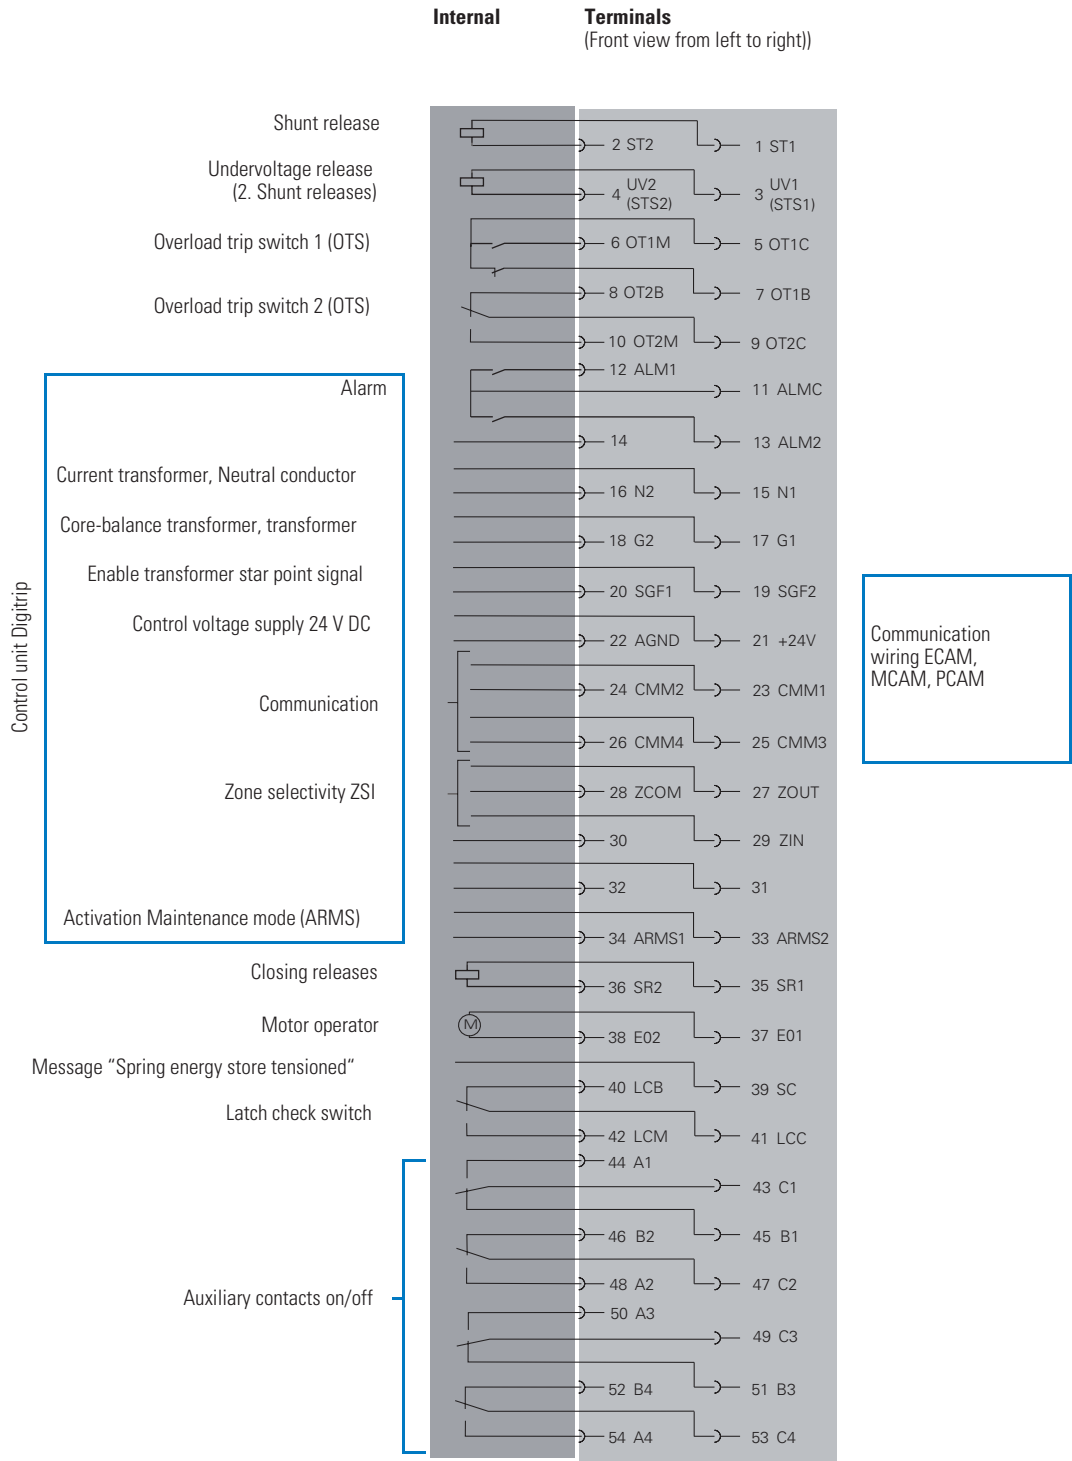 Internal
Terminals
(Front view from left to right))
Shunt release
2 ST2
1 ST1
Undervoltage release
(2. Shunt releases)
4 UV2
(STS2)
3 UV1
(STS1)
Overload trip switch 1 (OTS)
6 OT1M
5 OT1C
8 OT2B
7 OT1B
Overload trip switch 2 (OTS)
10 OT2M
9 OT2C
12 ALM1
Alarm
11 ALMC
14
13 ALM2
Current transformer, Neutral conductor
16 N2
15 N1
Core-balance transformer, transformer
18 G2
17 G1
Enable transformer star point signal
20 SGF1
19 SGF2
Control voltage supply 24 V DC
22 AGND
21 +24V
Control unit Digitrip
Communication
wiring ECAM,
MCAM, PCAM
24 CMM2
23 CMM1
Communication
26 CMM4
25 CMM3
Zone selectivity ZSI
28 ZCOM
27 ZOUT
30
29 ZIN
32
31
Activation Maintenance mode (ARMS)
34 ARMS1
33 ARMS2
Closing releases
36 SR2
35 SR1
Motor operator
M
38 E02
37 E01
Message “Spring energy store tensioned“
40 LCB
39 SC
Latch check switch
42 LCM
41 LCC
44 A1
43 C1
46 B2
45 B1
48 A2
47 C2
Auxiliary contacts on/off
50 A3
49 C3
52 B4
51 B3
54 A4
53 C4